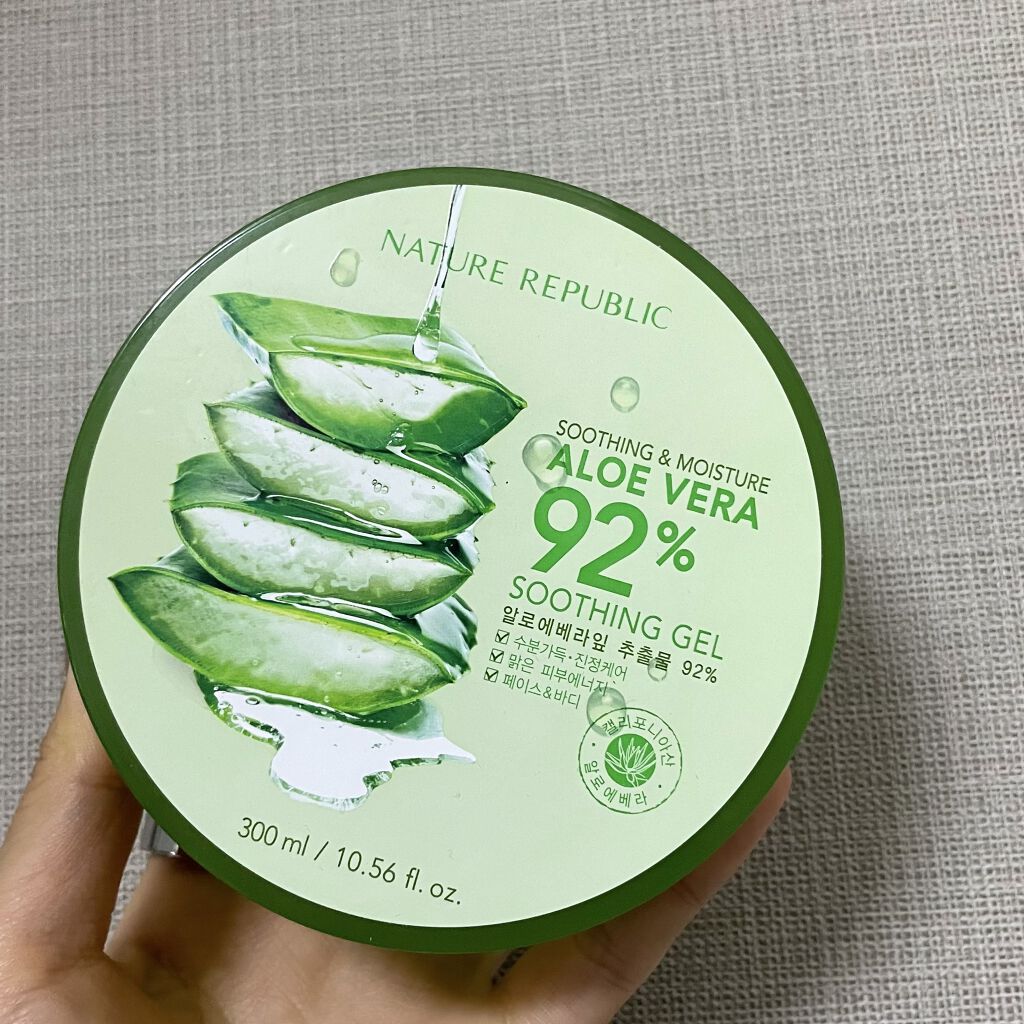 NATURE REPUBLIC
SOOTHING & MOISTURE
ALOE VERA
92%
SOOTHING GEL
알로에베라잎 추출물 92%
수분가득·진정케어
맑은 피부에너지
페이스&바디
캘리포니아산
알로에베라
300 ml / 10.56 fl. oz.